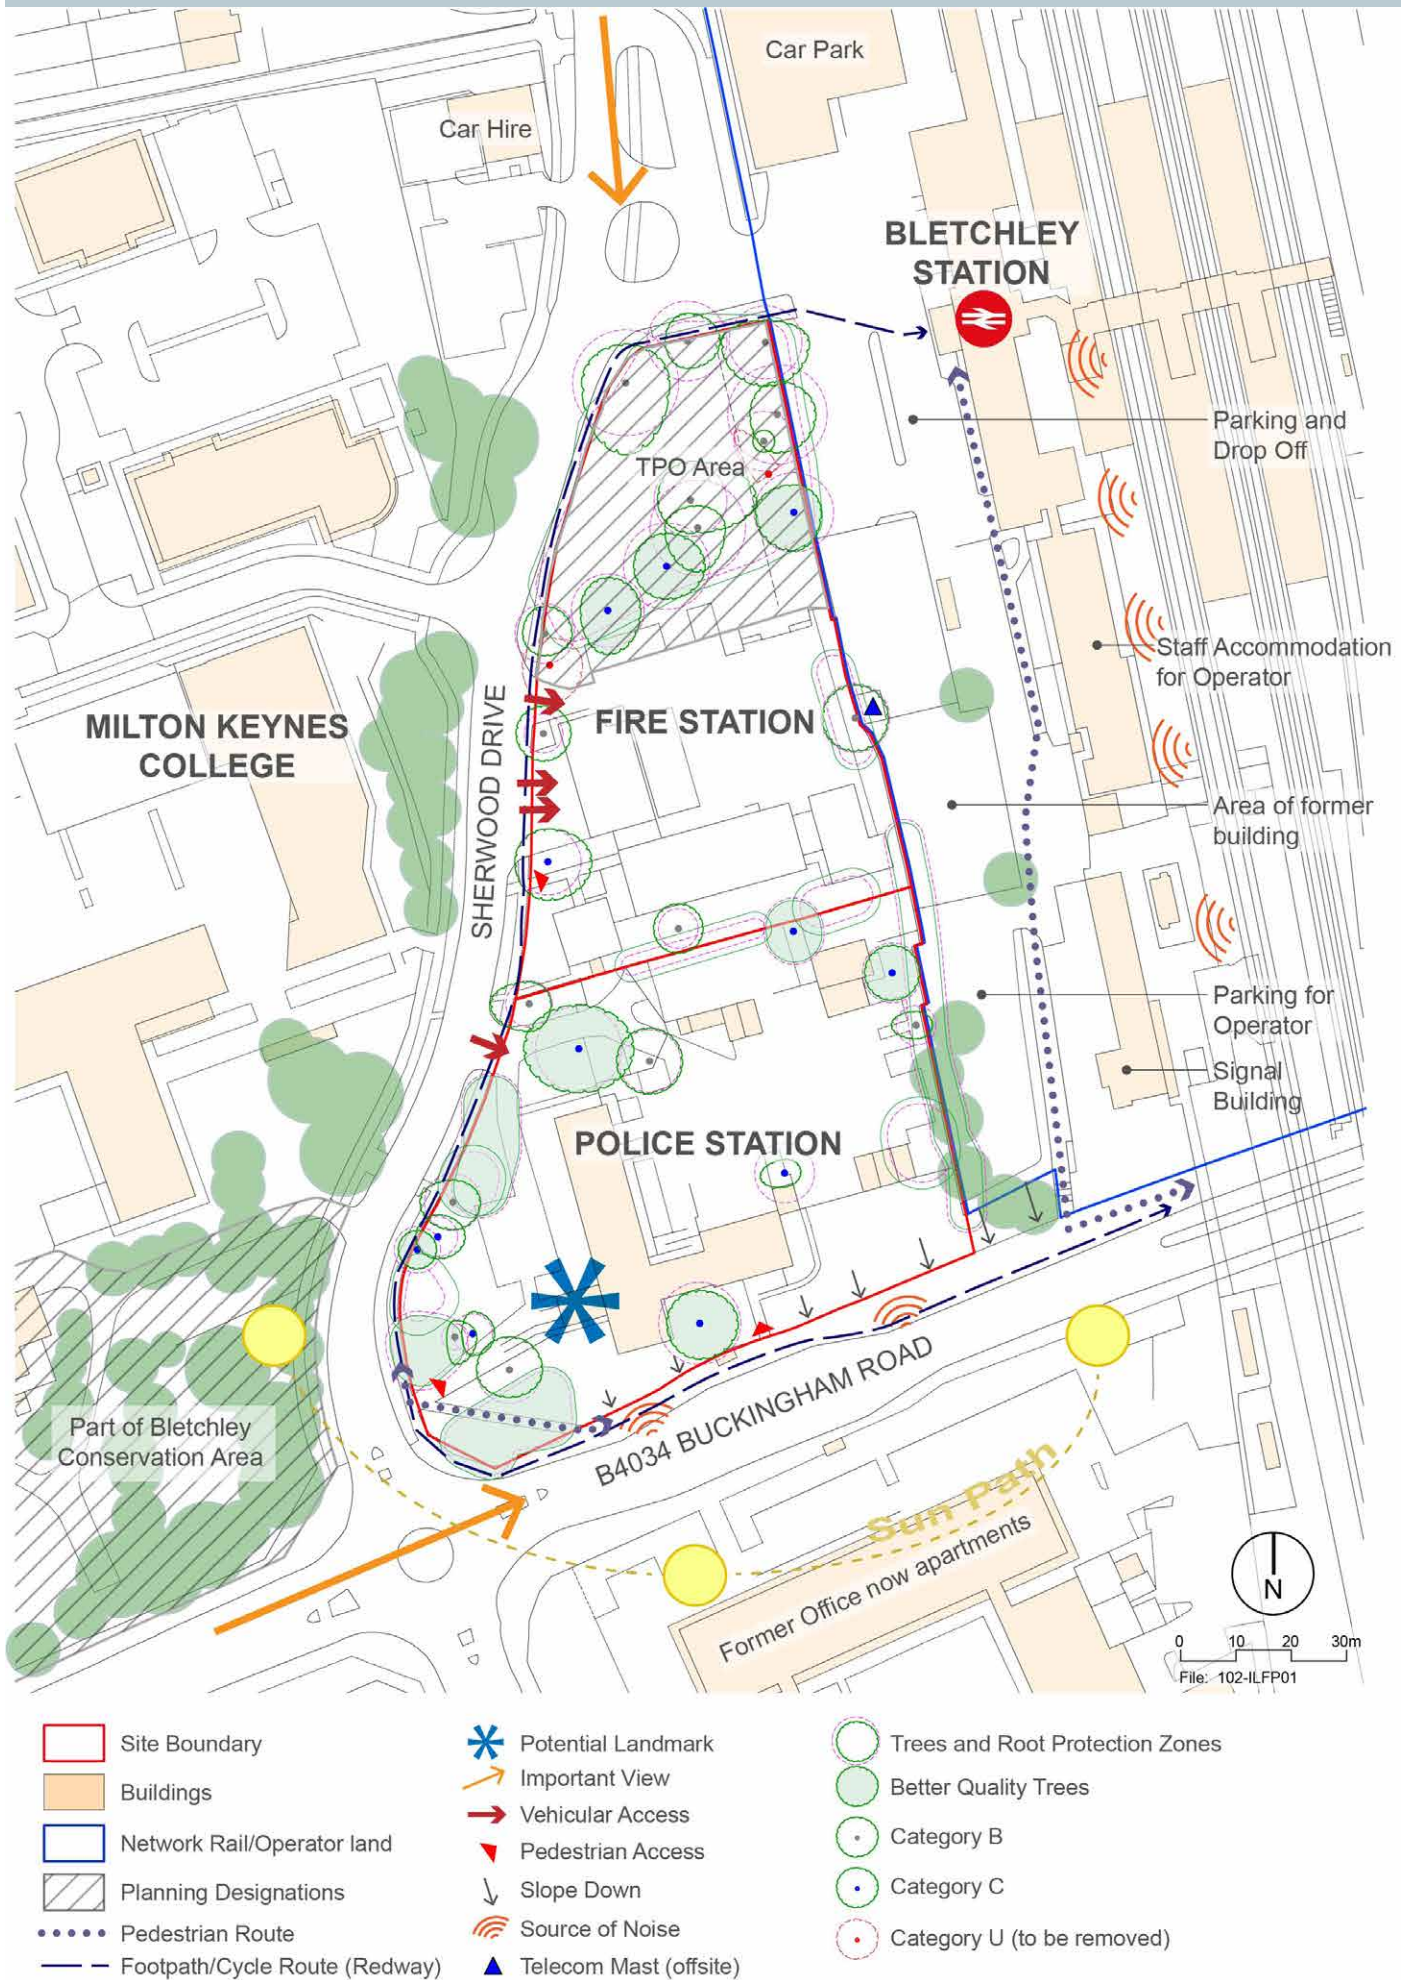 Car Park
Car Hire
BLETCHLEY
STATION
Parking and
Drop Off
TPO Area
Staff Accommodation
for Operator
MILTON KEYNES
COLLEGE
SHERWOOD DRIVE
FIRE STATION
Area of former
building
Parking for
Operator
Signal
Building
POLICE STATION
Part of Bletchley
Conservation Area
B4034 BUCKINGHAM ROAD
Sun Path
Former Office now apartments
N
0 10 20 30m
File: 102-ILFP01
Site Boundary
Buildings
Network Rail/Operator land
Planning Designations
Pedestrian Route
Footpath/Cycle Route (Redway)
Potential Landmark
Important View
Vehicular Access
Pedestrian Access
Slope Down
Source of Noise
Telecom Mast (offsite)
Trees and Root Protection Zones
Better Quality Trees
Category B
Category C
Category U (to be removed)